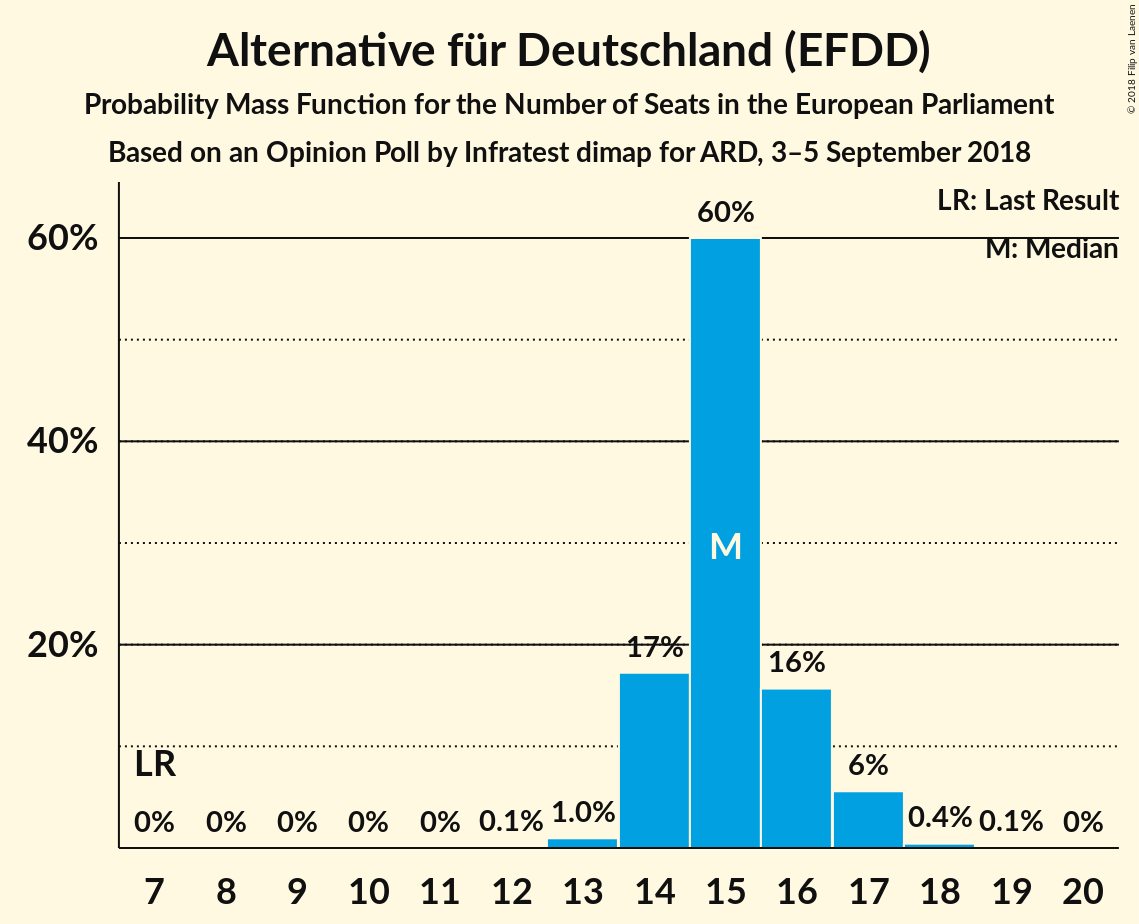 Alternative für Deutschland (EFDD)
Probability Mass Function for the Number of Seats in the European Parliament
Based on an Opinion Poll by Infratest dimap for ARD, 3–5 September 2018
© 2018 Filip van Laenen
LR: Last Result
M: Median
60%
40%
20%
60%
M
17%
16%
LR
6%
0% 0% 0% 0% 0% 0.1% 1.0% 0.4% 0.1% 0%
7 8 9 10 11 12 13 14 15 16 17 18 19 20